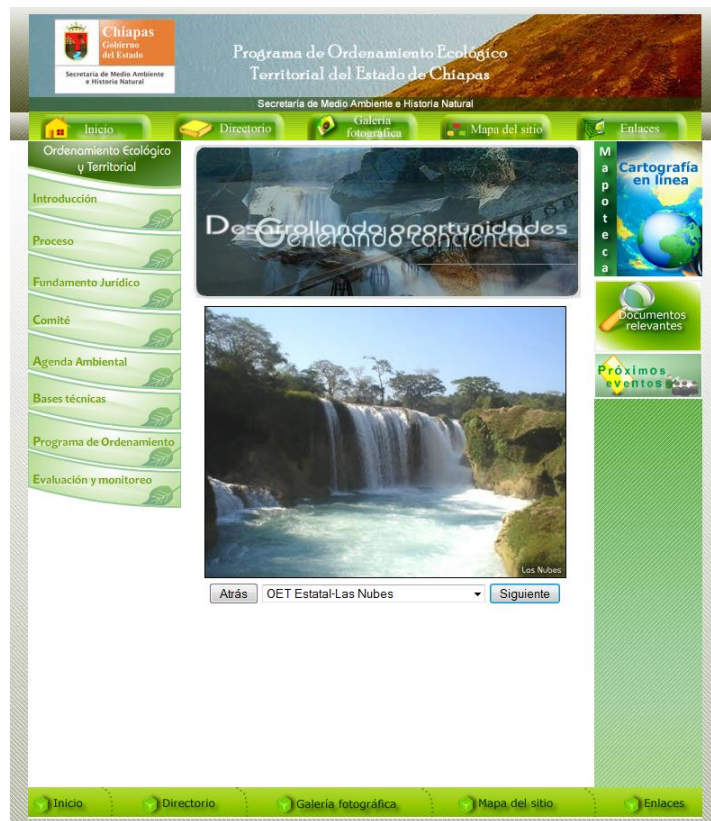 Chiapas
Gobierno
del Estado
Secretaría de Medio Ambiente
e Historia Natural
Programa de Ordenamiento Ecológico
Territorial del Estado de Chiapas
Secretaría de Medio Ambiente e Historia Natural
Inicio
Directorio
Galería
fotográfica
Mapa del sitio
Enlaces
Ordenamiento Ecológico
y Territorial
Introducción
Proceso
Fundamento Jurídico
Comité
Agenda Ambiental
Bases técnicas
Programa de Ordenamiento
Evaluación y monitoreo
Desarrollando oportunidades
Generando conciencia
Las Nubes
Atrás
OET Estatal-Las Nubes
Siguiente
Mapoteca
Cartografía
en línea
Documentos
relevantes
Próximos
eventos
Inicio
Directorio
Galería fotográfica
Mapa del sitio
Enlaces